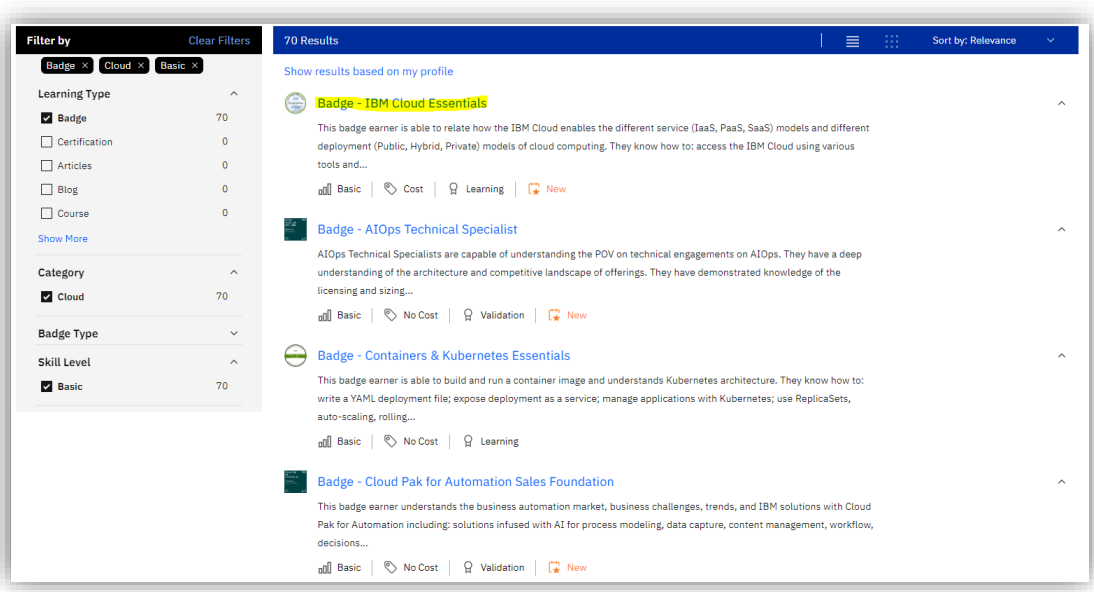 Filter by
Clear Filters
Badge ×
Cloud ×
Basic ×
Learning Type
Badge 70
Certification 0
Articles 0
Blog 0
Course 0
Show More
Category
Cloud 70
Badge Type
Skill Level
Basic 70
70 Results
Sort by: Relevance
Show results based on my profile
Badge - IBM Cloud Essentials
This badge earner is able to relate how the IBM Cloud enables the different service (IaaS, PaaS, SaaS) models and different
deployment (Public, Hybrid, Private) models of cloud computing. They know how to: access the IBM Cloud using various
tools and...
Basic | Cost | Learning | New
Badge - AIOps Technical Specialist
AIOps Technical Specialists are capable of understanding the POV on technical engagements on AIOps. They have a deep
understanding of the architecture and competitive landscape of offerings. They have demonstrated knowledge of the
licensing and sizing...
Basic | No Cost | Validation | New
Badge - Containers & Kubernetes Essentials
This badge earner is able to build and run a container image and understands Kubernetes architecture. They know how to:
write a YAML deployment file; expose deployment as a service; manage applications with Kubernetes; use ReplicaSets,
auto-scaling, rolling...
Basic | No Cost | Learning
Badge - Cloud Pak for Automation Sales Foundation
This badge earner understands the business automation market, business challenges, trends, and IBM solutions with Cloud
Pak for Automation including: solutions infused with AI for process modeling, data capture, content management, workflow,
decisions...
Basic | No Cost | Validation | New